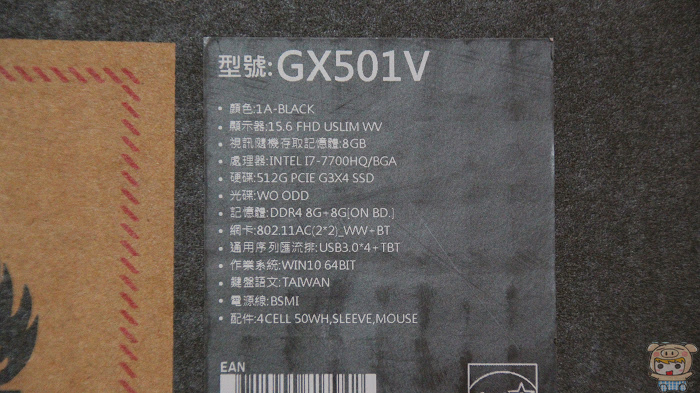 型號:GX501V
• 顏色:1A-BLACK
• 顯示器:15.6 FHD USLIM WV
• 視訊隨機存取記憶體:8GB
• 處理器:INTEL I7-7700HQ/BGA
• 硬碟:512G PCIE G3X4 SSD
• 光碟:WO ODD
• 記憶體:DDR4 8G+8G[ON BD.]
• 網卡:802.11AC(2*2)_WW+BT
• 通用序列匯流排:USB3.0*4+TBT
• 作業系統:WIN10 64BIT
• 鍵盤語文:TAIWAN
• 電源線:BSMI
• 配件:4CELL 50WH,SLEEVE,MOUSE
EAN